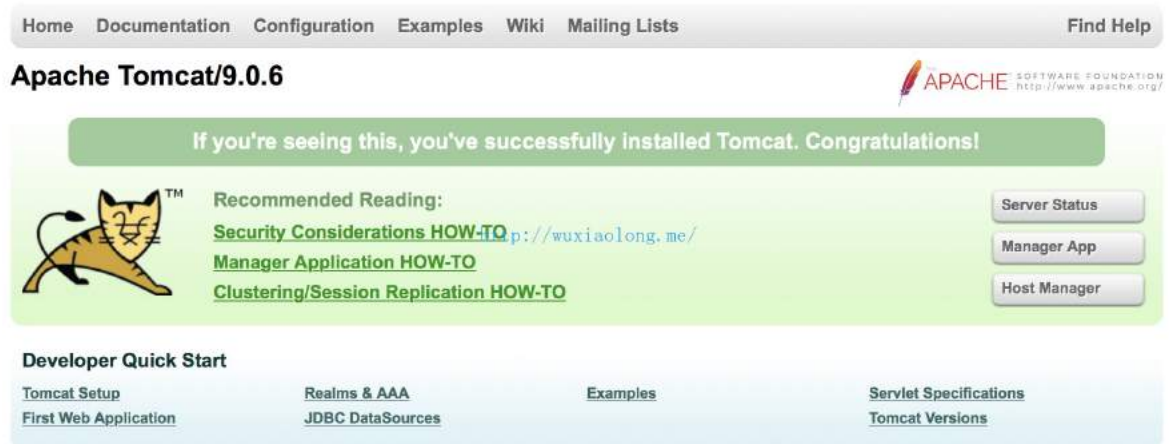 Home Documentation Configuration Examples Wiki Mailing Lists Find Help
Apache Tomcat/9.0.6
APACHE SOFTWARE FOUNDATION
http://www.apache.org/
If you're seeing this, you've successfully installed Tomcat. Congratulations!
TM
Recommended Reading:
Security Considerations HOW-TO
http://wuxiaolong.me/
Manager Application HOW-TO
Clustering/Session Replication HOW-TO
Server Status
Manager App
Host Manager
Developer Quick Start
Tomcat Setup Realms & AAA Examples Servlet Specifications
First Web Application JDBC DataSources Tomcat Versions